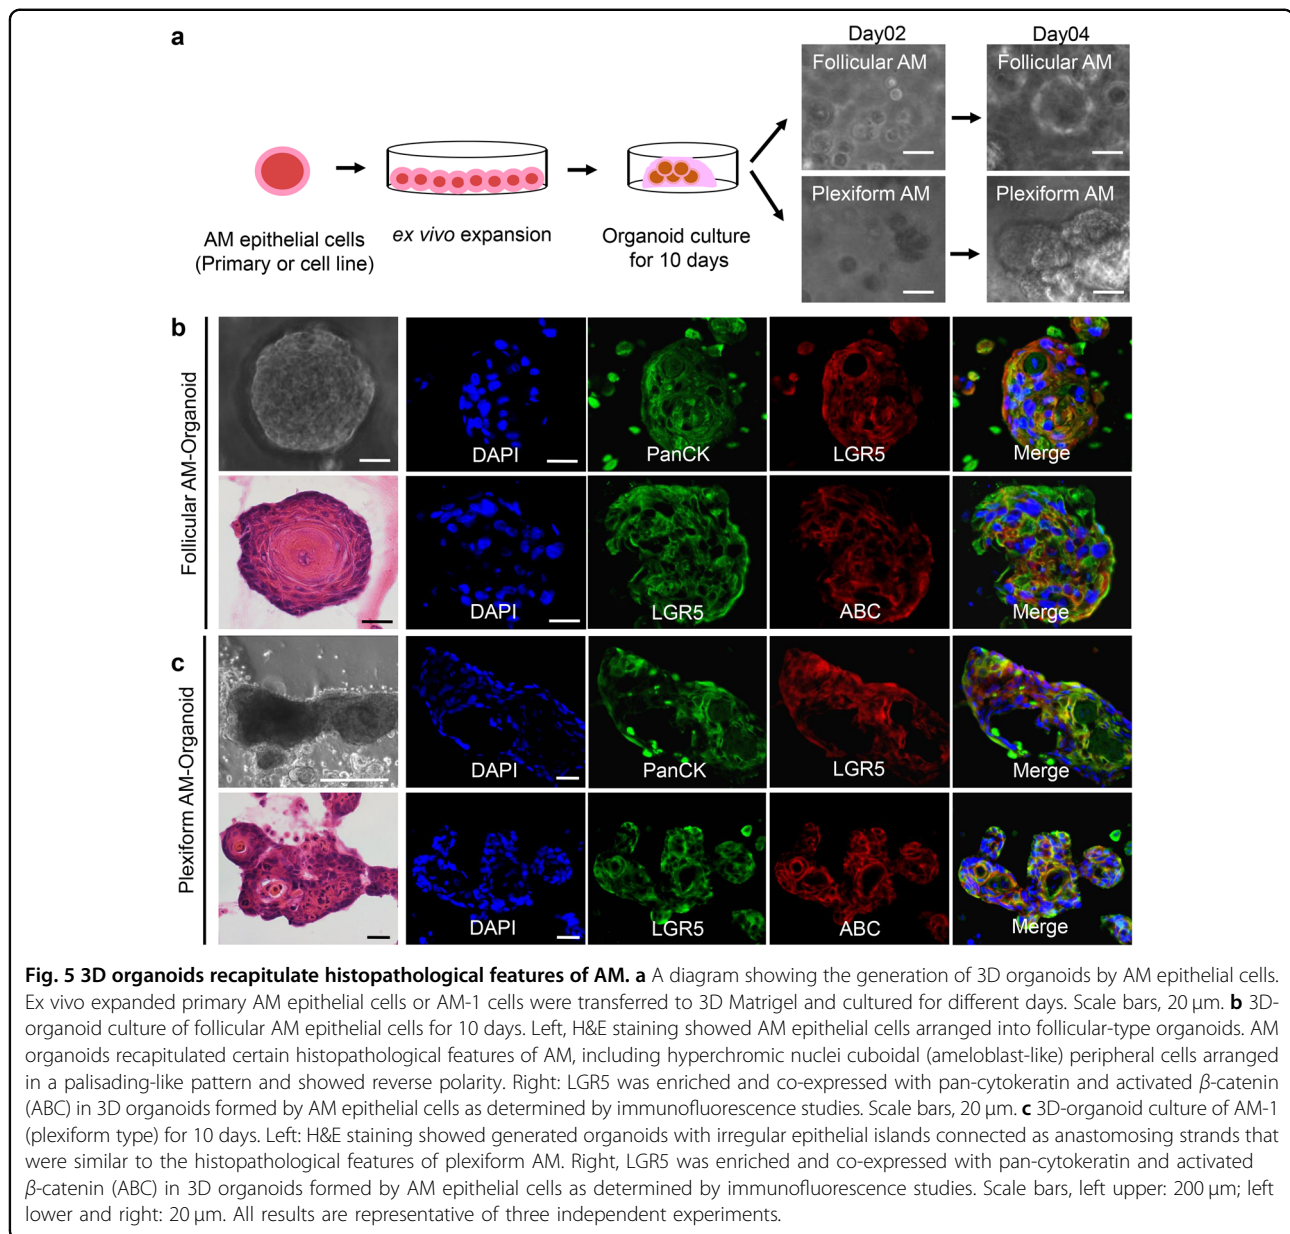 a
Day02
Day04
Follicular AM
Follicular AM
Plexiform AM
Plexiform AM
AM epithelial cells
(Primary or cell line)
ex vivo expansion
Organoid culture
for 10 days
b
Follicular AM-Organoid
DAPI
PanCK
LGR5
Merge
DAPI
LGR5
ABC
Merge
c
Plexiform AM-Organoid
DAPI
PanCK
LGR5
Merge
DAPI
LGR5
ABC
Merge
Fig. 5 3D organoids recapitulate histopathological features of AM. a A diagram showing the generation of 3D organoids by AM epithelial cells.
Ex vivo expanded primary AM epithelial cells or AM-1 cells were transferred to 3D Matrigel and cultured for different days. Scale bars, 20 μm. b 3D-
organoid culture of follicular AM epithelial cells for 10 days. Left, H&E staining showed AM epithelial cells arranged into follicular-type organoids. AM
organoids recapitulated certain histopathological features of AM, including hyperchromic nuclei cuboidal (ameloblast-like) peripheral cells arranged
in a palisading-like pattern and showed reverse polarity. Right: LGR5 was enriched and co-expressed with pan-cytokeratin and activated β-catenin
(ABC) in 3D organoids formed by AM epithelial cells as determined by immunofluorescence studies. Scale bars, 20 μm. c 3D-organoid culture of AM-1
(plexiform type) for 10 days. Left: H&E staining showed generated organoids with irregular epithelial islands connected as anastomosing strands that
were similar to the histopathological features of plexiform AM. Right, LGR5 was enriched and co-expressed with pan-cytokeratin and activated
β-catenin (ABC) in 3D organoids formed by AM epithelial cells as determined by immunofluorescence studies. Scale bars, left upper: 200 μm; left
lower and right: 20 μm. All results are representative of three independent experiments.